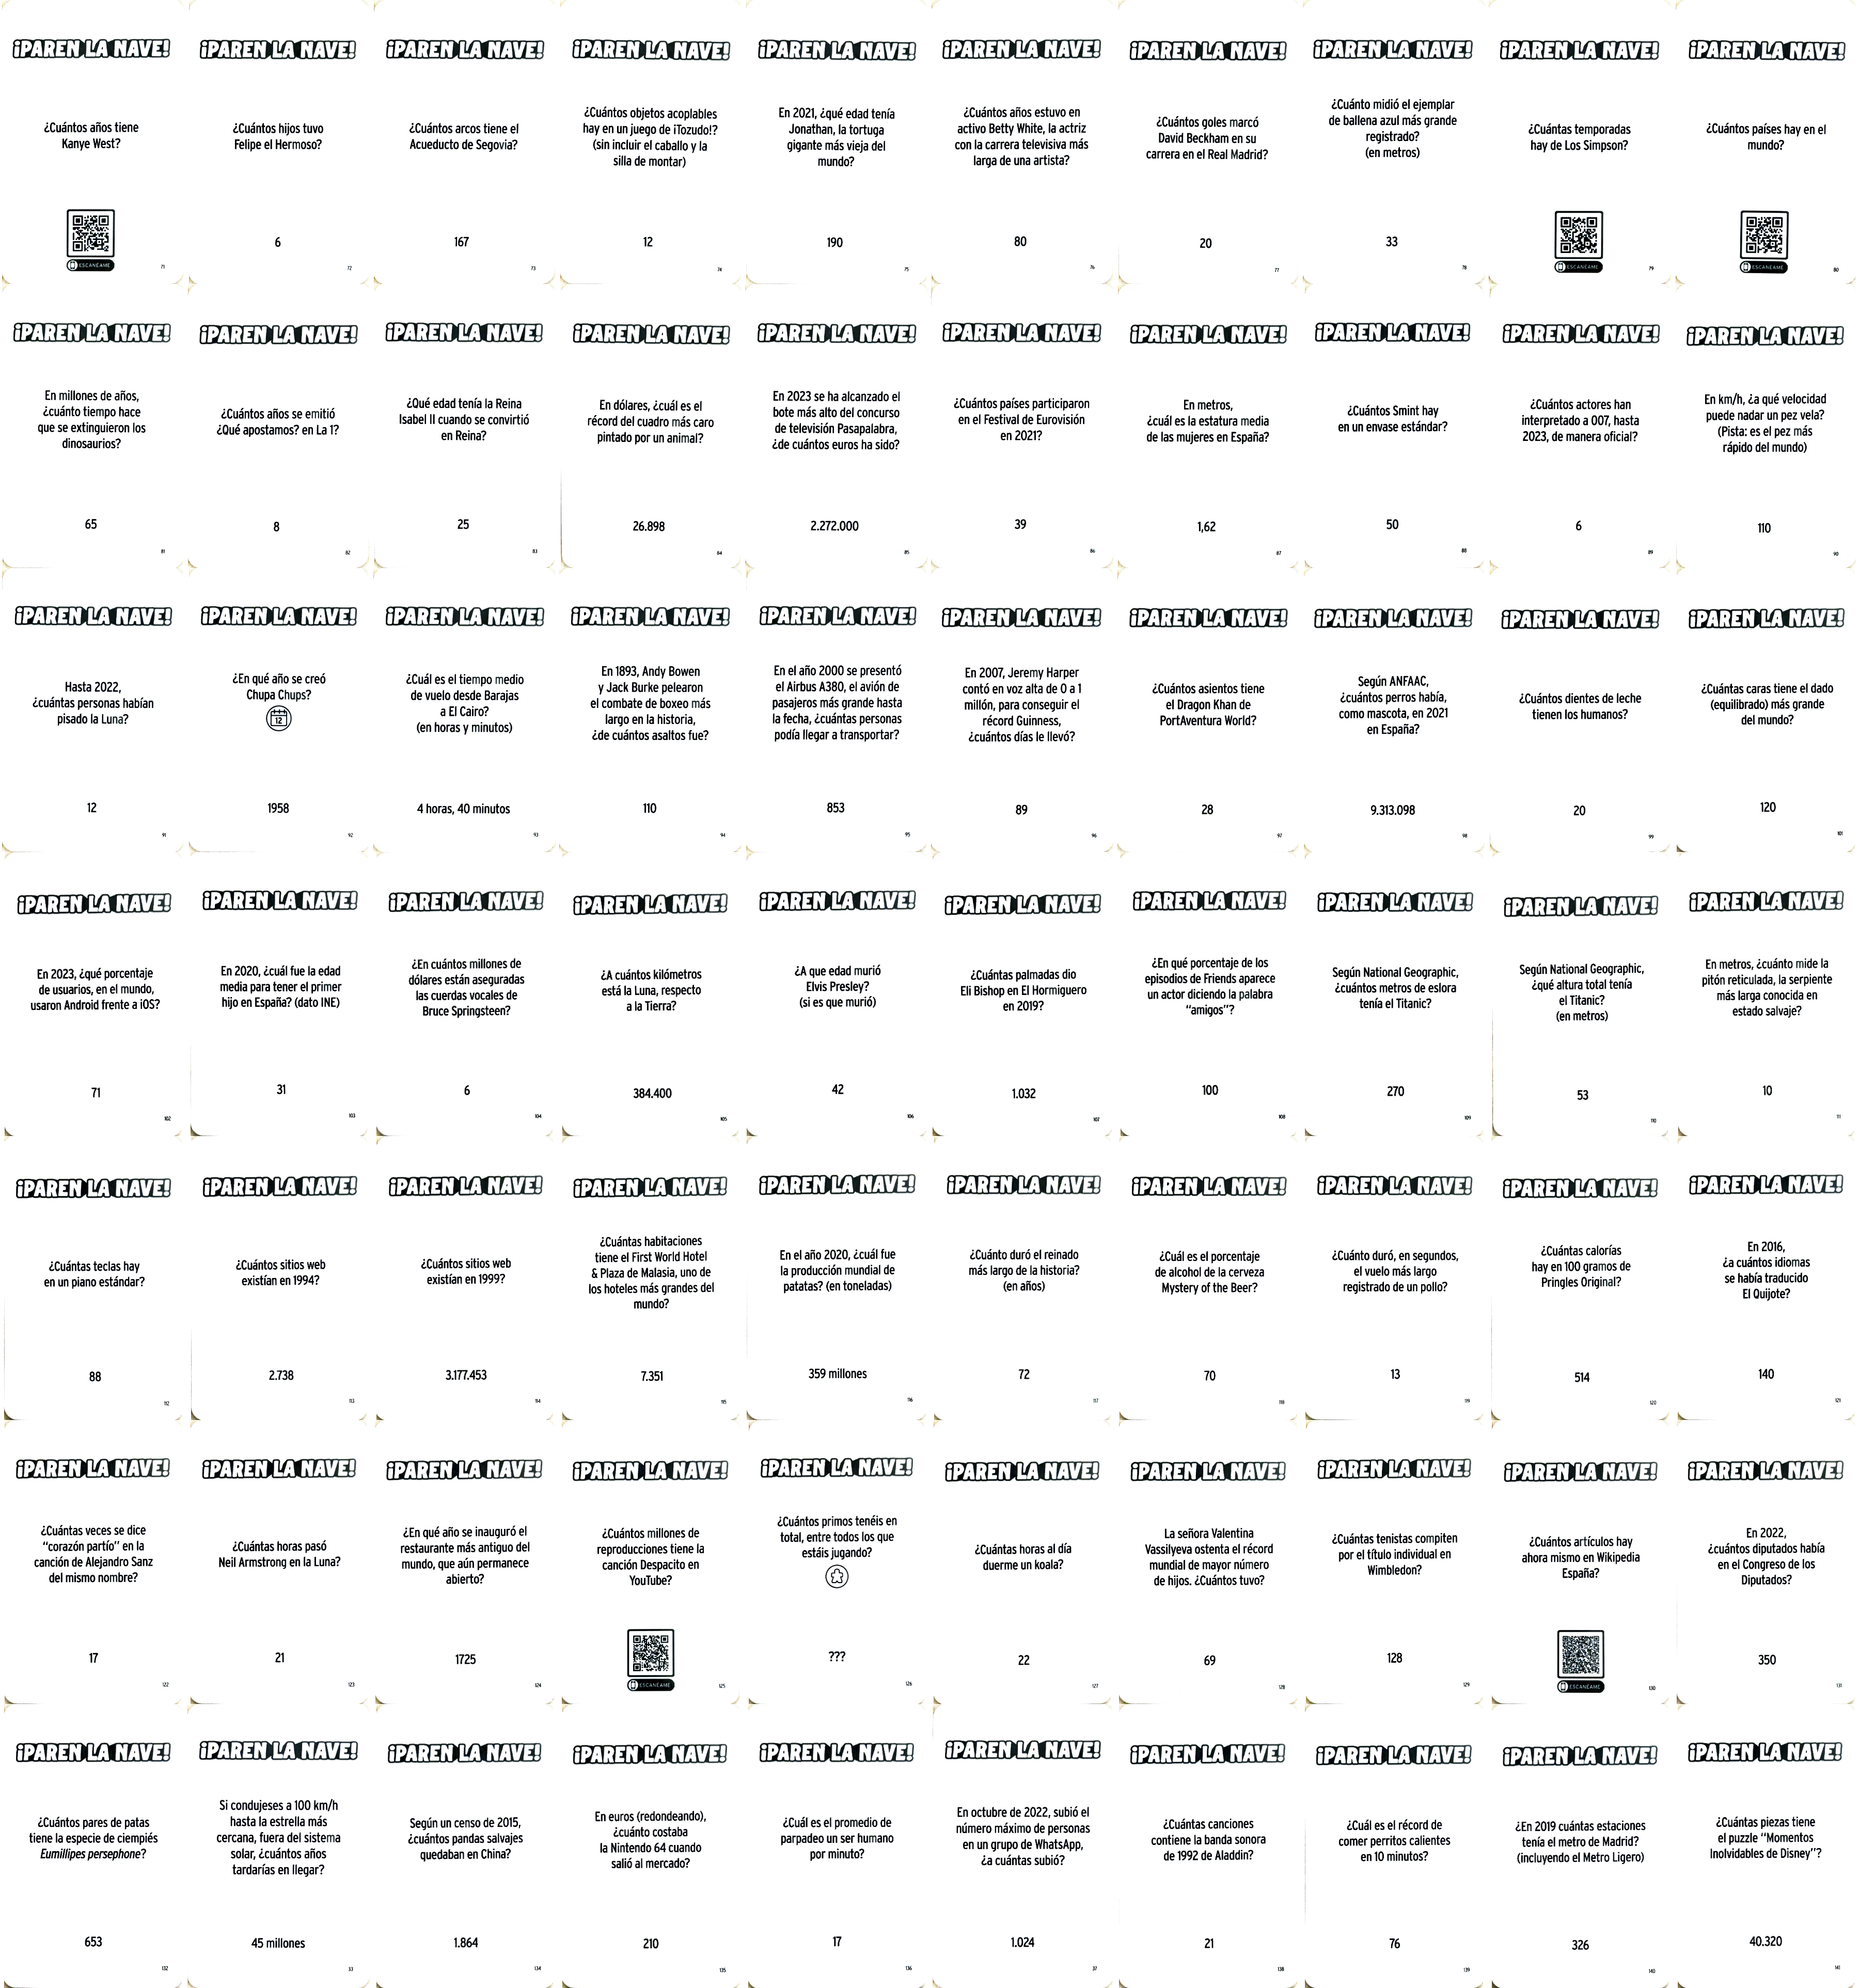 ¡PAREN LA NAVE!
¿Cuántos años tiene
Kanye West?
ESCANÉAME
71
¡PAREN LA NAVE!
¿Cuántos hijos tuvo
Felipe el Hermoso?
6
72
¡PAREN LA NAVE!
¿Cuántos arcos tiene el
Acueducto de Segovia?
167
73
¡PAREN LA NAVE!
¿Cuántos objetos acoplables
hay en un juego de ¡Tozudo!?
(sin incluir el caballo y la
silla de montar)
12
74
¡PAREN LA NAVE!
En 2021, ¿qué edad tenía
Jonathan, la tortuga
gigante más vieja del
mundo?
190
75
¡PAREN LA NAVE!
¿Cuántos años estuvo en
activo Betty White, la actriz
con la carrera televisiva más
larga de una artista?
80
76
¡PAREN LA NAVE!
¿Cuántos goles marcó
David Beckham en su
carrera en el Real Madrid?
20
77
¡PAREN LA NAVE!
¿Cuánto midió el ejemplar
de ballena azul más grande
registrado?
(en metros)
33
78
¡PAREN LA NAVE!
¿Cuántas temporadas
hay de Los Simpson?
ESCANÉAME
79
¡PAREN LA NAVE!
¿Cuántos países hay en el
mundo?
ESCANÉAME
80
¡PAREN LA NAVE!
En millones de años,
¿cuánto tiempo hace
que se extinguieron los
dinosaurios?
65
81
¡PAREN LA NAVE!
¿Cuántos años se emitió
¿Qué apostamos? en La 1?
8
82
¡PAREN LA NAVE!
¿Qué edad tenía la Reina
Isabel II cuando se convirtió
en Reina?
25
83
¡PAREN LA NAVE!
En dólares, ¿cuál es el
récord del cuadro más caro
pintado por un animal?
26.898
84
¡PAREN LA NAVE!
En 2023 se ha alcanzado el
bote más alto del concurso
de televisión Pasapalabra,
¿de cuántos euros ha sido?
2.272.000
85
¡PAREN LA NAVE!
¿Cuántos países participaron
en el Festival de Eurovisión
en 2021?
39
86
¡PAREN LA NAVE!
En metros,
¿cuál es la estatura media
de las mujeres en España?
1,62
87
¡PAREN LA NAVE!
¿Cuántos Smint hay
en un envase estándar?
50
88
¡PAREN LA NAVE!
¿Cuántos actores han
interpretado a 007, hasta
2023, de manera oficial?
6
89
¡PAREN LA NAVE!
En km/h, ¿a qué velocidad
puede nadar un pez vela?
(Pista: es el pez más
rápido del mundo)
110
90
¡PAREN LA NAVE!
Hasta 2022,
¿cuántas personas habían
pisado la Luna?
12
91
¡PAREN LA NAVE!
¿En qué año se creó
Chupa Chups?
12
1958
92
¡PAREN LA NAVE!
¿Cuál es el tiempo medio
de vuelo desde Barajas
a El Cairo?
(en horas y minutos)
4 horas, 40 minutos
93
¡PAREN LA NAVE!
En 1893, Andy Bowen
y Jack Burke pelearon
el combate de boxeo más
largo en la historia,
¿de cuántos asaltos fue?
110
94
¡PAREN LA NAVE!
En el año 2000 se presentó
el Airbus A380, el avión de
pasajeros más grande hasta
la fecha, ¿cuántas personas
podía llegar a transportar?
853
95
¡PAREN LA NAVE!
En 2007, Jeremy Harper
contó en voz alta de 0 a 1
millón, para conseguir el
récord Guinness,
¿cuántos días le llevó?
89
96
¡PAREN LA NAVE!
¿Cuántos asientos tiene
el Dragon Khan de
PortAventura World?
28
97
¡PAREN LA NAVE!
Según ANFAAC,
¿cuántos perros había,
como mascota, en 2021
en España?
9.313.098
98
¡PAREN LA NAVE!
¿Cuántos dientes de leche
tienen los humanos?
20
99
¡PAREN LA NAVE!
¿Cuántas caras tiene el dado
(equilibrado) más grande
del mundo?
120
101
¡PAREN LA NAVE!
En 2023, ¿qué porcentaje
de usuarios, en el mundo,
usaron Android frente a iOS?
71
102
¡PAREN LA NAVE!
En 2020, ¿cuál fue la edad
media para tener el primer
hijo en España? (dato INE)
31
103
¡PAREN LA NAVE!
¿En cuántos millones de
dólares están aseguradas
las cuerdas vocales de
Bruce Springsteen?
6
104
¡PAREN LA NAVE!
¿A cuántos kilómetros
está la Luna, respecto
a la Tierra?
384.400
105
¡PAREN LA NAVE!
¿A que edad murió
Elvis Presley?
(si es que murió)
42
106
¡PAREN LA NAVE!
¿Cuántas palmadas dio
Eli Bishop en El Hormiguero
en 2019?
1.032
107
¡PAREN LA NAVE!
¿En qué porcentaje de los
episodios de Friends aparece
un actor diciendo la palabra
"amigos"?
100
108
¡PAREN LA NAVE!
Según National Geographic,
¿cuántos metros de eslora
tenía el Titanic?
270
109
¡PAREN LA NAVE!
Según National Geographic,
¿qué altura total tenía
el Titanic?
(en metros)
53
110
¡PAREN LA NAVE!
En metros, ¿cuánto mide la
pitón reticulada, la serpiente
más larga conocida en
estado salvaje?
10
11
¡PAREN LA NAVE!
¿Cuántas teclas hay
en un piano estándar?
88
112
¡PAREN LA NAVE!
¿Cuántos sitios web
existían en 1994?
2.738
113
¡PAREN LA NAVE!
¿Cuántos sitios web
existían en 1999?
3.177.453
114
¡PAREN LA NAVE!
¿Cuántas habitaciones
tiene el First World Hotel
& Plaza de Malasia, uno de
los hoteles más grandes del
mundo?
7.351
115
¡PAREN LA NAVE!
En el año 2020, ¿cuál fue
la producción mundial de
patatas? (en toneladas)
359 millones
116
¡PAREN LA NAVE!
¿Cuánto duró el reinado
más largo de la historia?
(en años)
72
117
¡PAREN LA NAVE!
¿Cuál es el porcentaje
de alcohol de la cerveza
Mystery of the Beer?
70
118
¡PAREN LA NAVE!
¿Cuánto duró, en segundos,
el vuelo más largo
registrado de un pollo?
13
119
¡PAREN LA NAVE!
¿Cuántas calorías
hay en 100 gramos de
Pringles Original?
514
120
¡PAREN LA NAVE!
En 2016,
¿a cuántos idiomas
se había traducido
El Quijote?
140
121
¡PAREN LA NAVE!
¿Cuántas veces se dice
"corazón partío" en la
canción de Alejandro Sanz
del mismo nombre?
17
122
¡PAREN LA NAVE!
¿Cuántas horas pasó
Neil Armstrong en la Luna?
21
123
¡PAREN LA NAVE!
¿En qué año se inauguró el
restaurante más antiguo del
mundo, que aún permanece
abierto?
1725
124
¡PAREN LA NAVE!
¿Cuántos millones de
reproducciones tiene la
canción Despacito en
YouTube?
ESCANÉAME
125
¡PAREN LA NAVE!
¿Cuántos primos tenéis en
total, entre todos los que
estáis jugando?
???
126
¡PAREN LA NAVE!
¿Cuántas horas al día
duerme un koala?
22
127
¡PAREN LA NAVE!
La señora Valentina
Vassilyeva ostenta el récord
mundial de mayor número
de hijos. ¿Cuántos tuvo?
69
128
¡PAREN LA NAVE!
¿Cuántas tenistas compiten
por el título individual en
Wimbledon?
128
129
¡PAREN LA NAVE!
¿Cuántos artículos hay
ahora mismo en Wikipedia
España?
ESCANÉAME
130
¡PAREN LA NAVE!
En 2022,
¿cuántos diputados había
en el Congreso de los
Diputados?
350
131
¡PAREN LA NAVE!
¿Cuántos pares de patas
tiene la especie de ciempiés
Eumillipes persephone?
653
132
¡PAREN LA NAVE!
Si condujeses a 100 km/h
hasta la estrella más
cercana, fuera del sistema
solar, ¿cuántos años
tardarías en llegar?
45 millones
33
¡PAREN LA NAVE!
Según un censo de 2015,
¿cuántos pandas salvajes
quedaban en China?
1.864
134
¡PAREN LA NAVE!
En euros (redondeando),
¿cuánto costaba
la Nintendo 64 cuando
salió al mercado?
210
135
¡PAREN LA NAVE!
¿Cuál es el promedio de
parpadeo un ser humano
por minuto?
17
136
¡PAREN LA NAVE!
En octubre de 2022, subió el
número máximo de personas
en un grupo de WhatsApp,
¿a cuántas subió?
1.024
37
¡PAREN LA NAVE!
¿Cuántas canciones
contiene la banda sonora
de 1992 de Aladdin?
21
138
¡PAREN LA NAVE!
¿Cuál es el récord de
comer perritos calientes
en 10 minutos?
76
139
¡PAREN LA NAVE!
¿En 2019 cuántas estaciones
tenía el metro de Madrid?
(incluyendo el Metro Ligero)
326
140
¡PAREN LA NAVE!
¿Cuántas piezas tiene
el puzzle "Momentos
Inolvidables de Disney"?
40.320
141